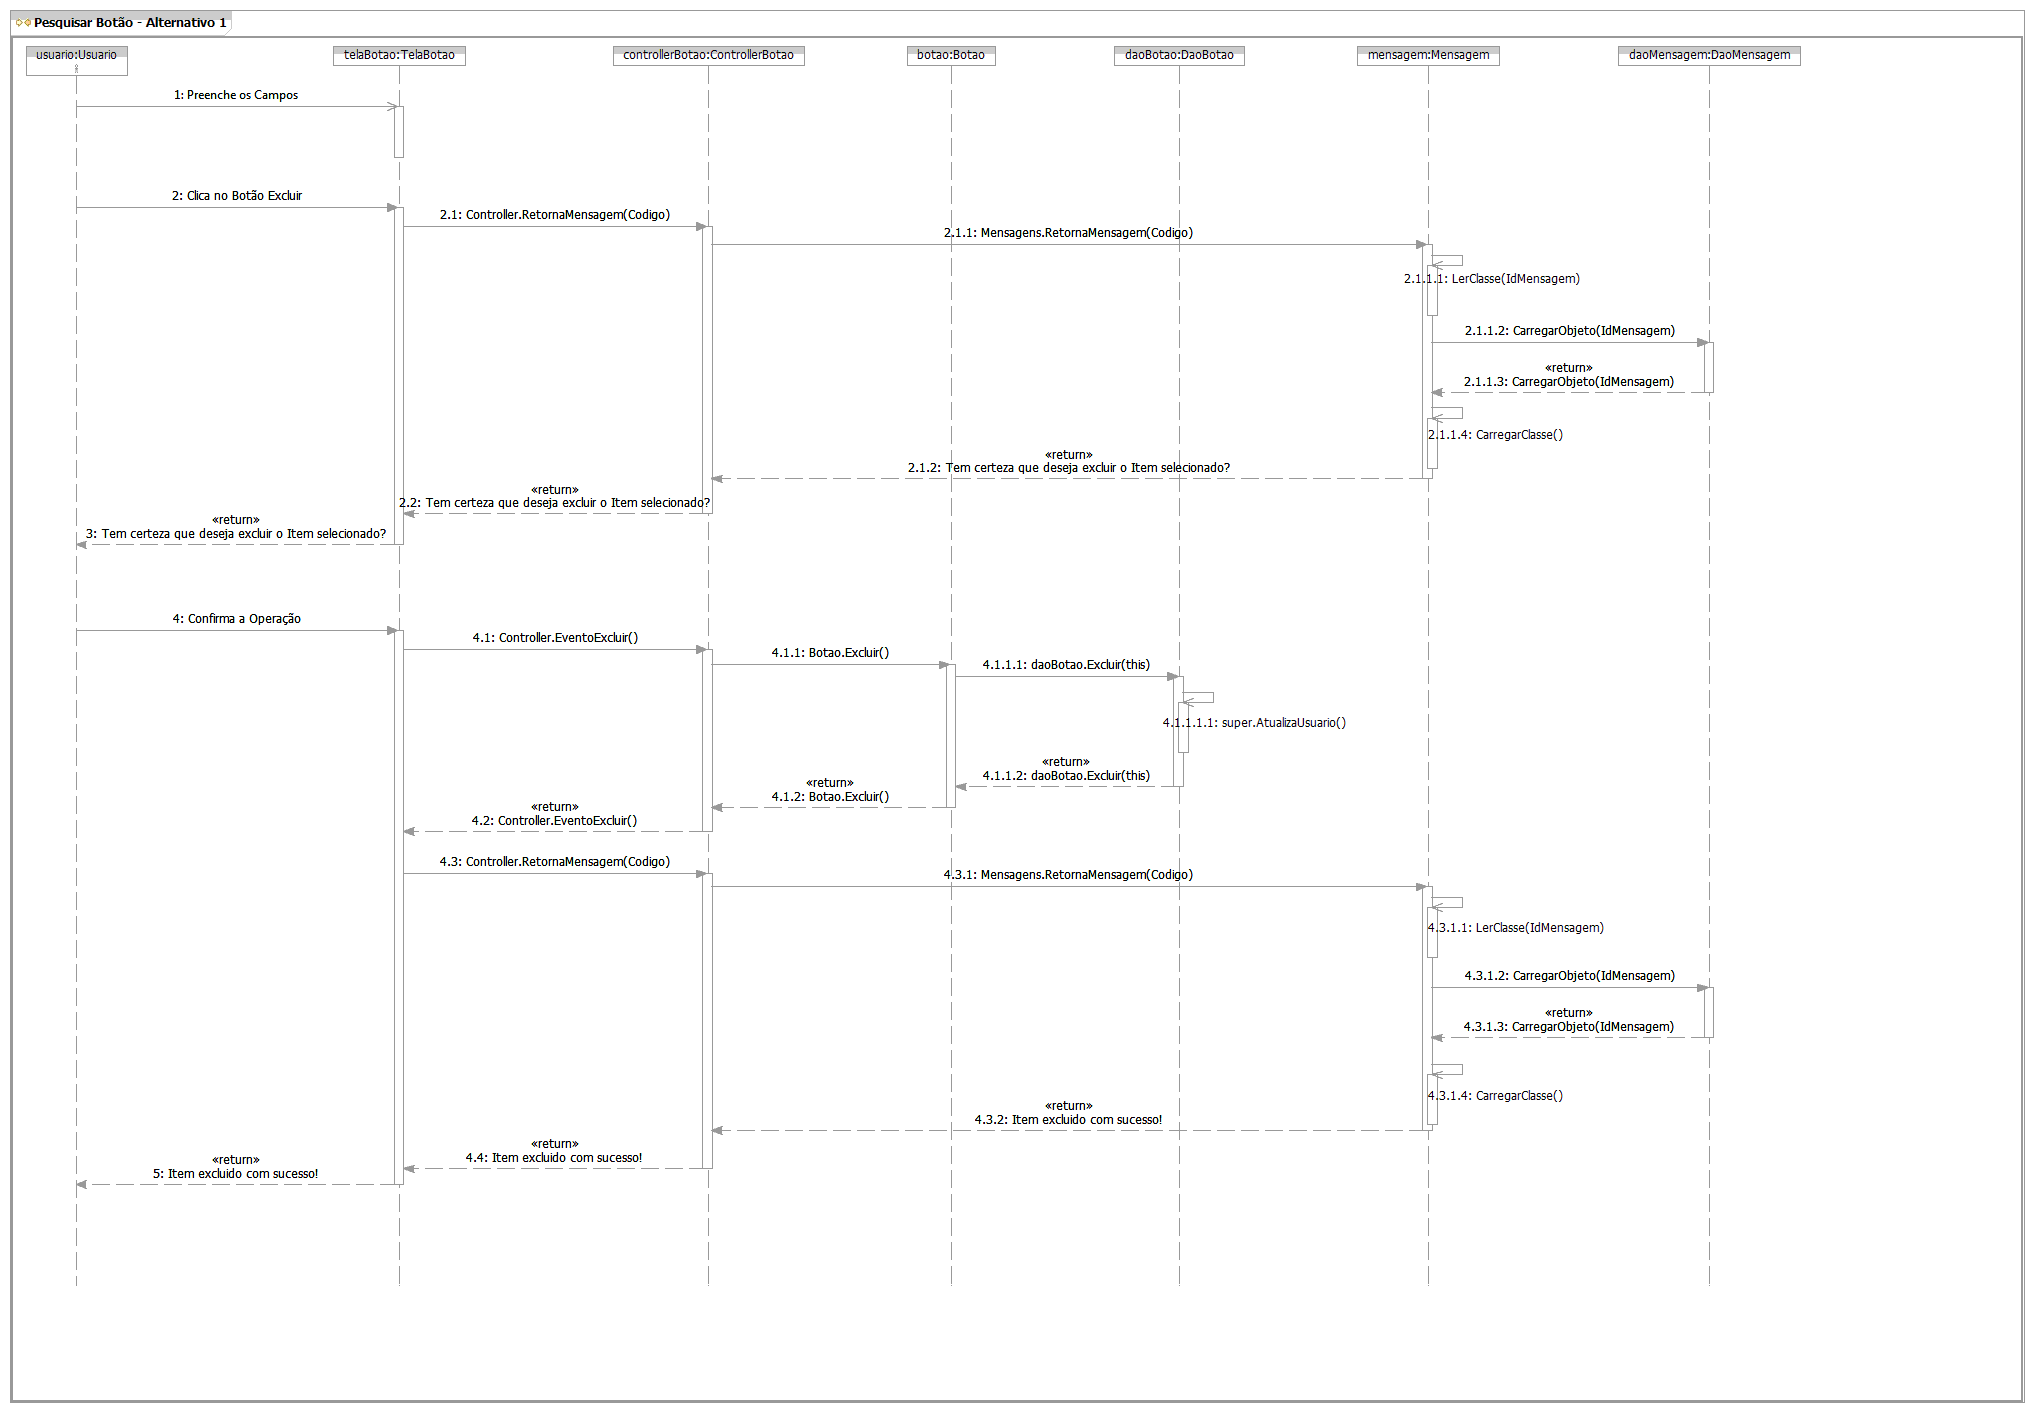 Pesquisar Botão - Alternativo 1
usuario:Usuario
telaBotao:TelaBotao
controllerBotao:ControllerBotao
botao:Botao
daoBotao:DaoBotao
mensagem:Mensagem
daoMensagem:DaoMensagem
1: Preenche os Campos
2: Clica no Botão Excluir
2.1: Controller.RetornaMensagem(Codigo)
2.1.1: Mensagens.RetornaMensagem(Codigo)
2.1.1.1: LerClasse(IdMensagem)
2.1.1.2: CarregarObjeto(IdMensagem)
«return»
2.1.1.3: CarregarObjeto(IdMensagem)
2.1.1.4: CarregarClasse()
«return»
2.1.2: Tem certeza que deseja excluir o Item selecionado?
«return»
2.2: Tem certeza que deseja excluir o Item selecionado?
«return»
3: Tem certeza que deseja excluir o Item selecionado?
4: Confirma a Operação
4.1: Controller.EventoExcluir()
4.1.1: Botao.Excluir()
4.1.1.1: daoBotao.Excluir(this)
4.1.1.1.1: super.AtualizaUsuario()
«return»
4.1.1.2: daoBotao.Excluir(this)
«return»
4.1.2: Botao.Excluir()
«return»
4.2: Controller.EventoExcluir()
4.3: Controller.RetornaMensagem(Codigo)
4.3.1: Mensagens.RetornaMensagem(Codigo)
4.3.1.1: LerClasse(IdMensagem)
4.3.1.2: CarregarObjeto(IdMensagem)
«return»
4.3.1.3: CarregarObjeto(IdMensagem)
4.3.1.4: CarregarClasse()
«return»
4.3.2: Item excluido com sucesso!
«return»
4.4: Item excluido com sucesso!
«return»
5: Item excluido com sucesso!